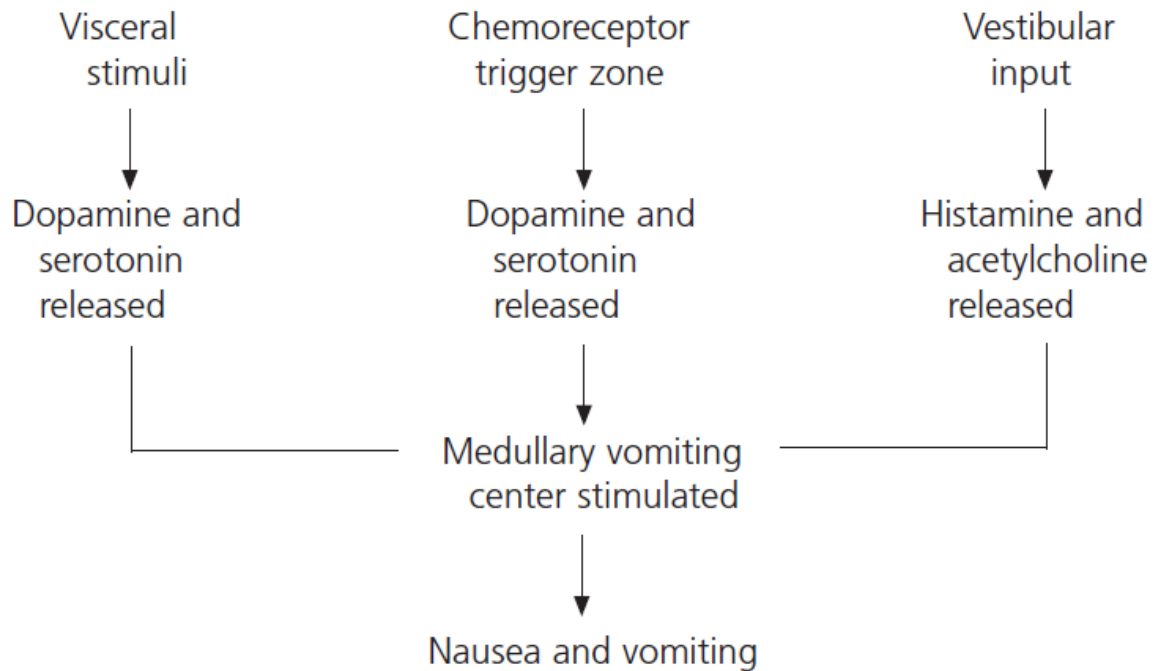 Visceral
stimuli
Chemoreceptor
trigger zone
Vestibular
input
Dopamine and
serotonin
released
Dopamine and
serotonin
released
Histamine and
acetylcholine
released
Medullary vomiting
center stimulated
Nausea and vomiting